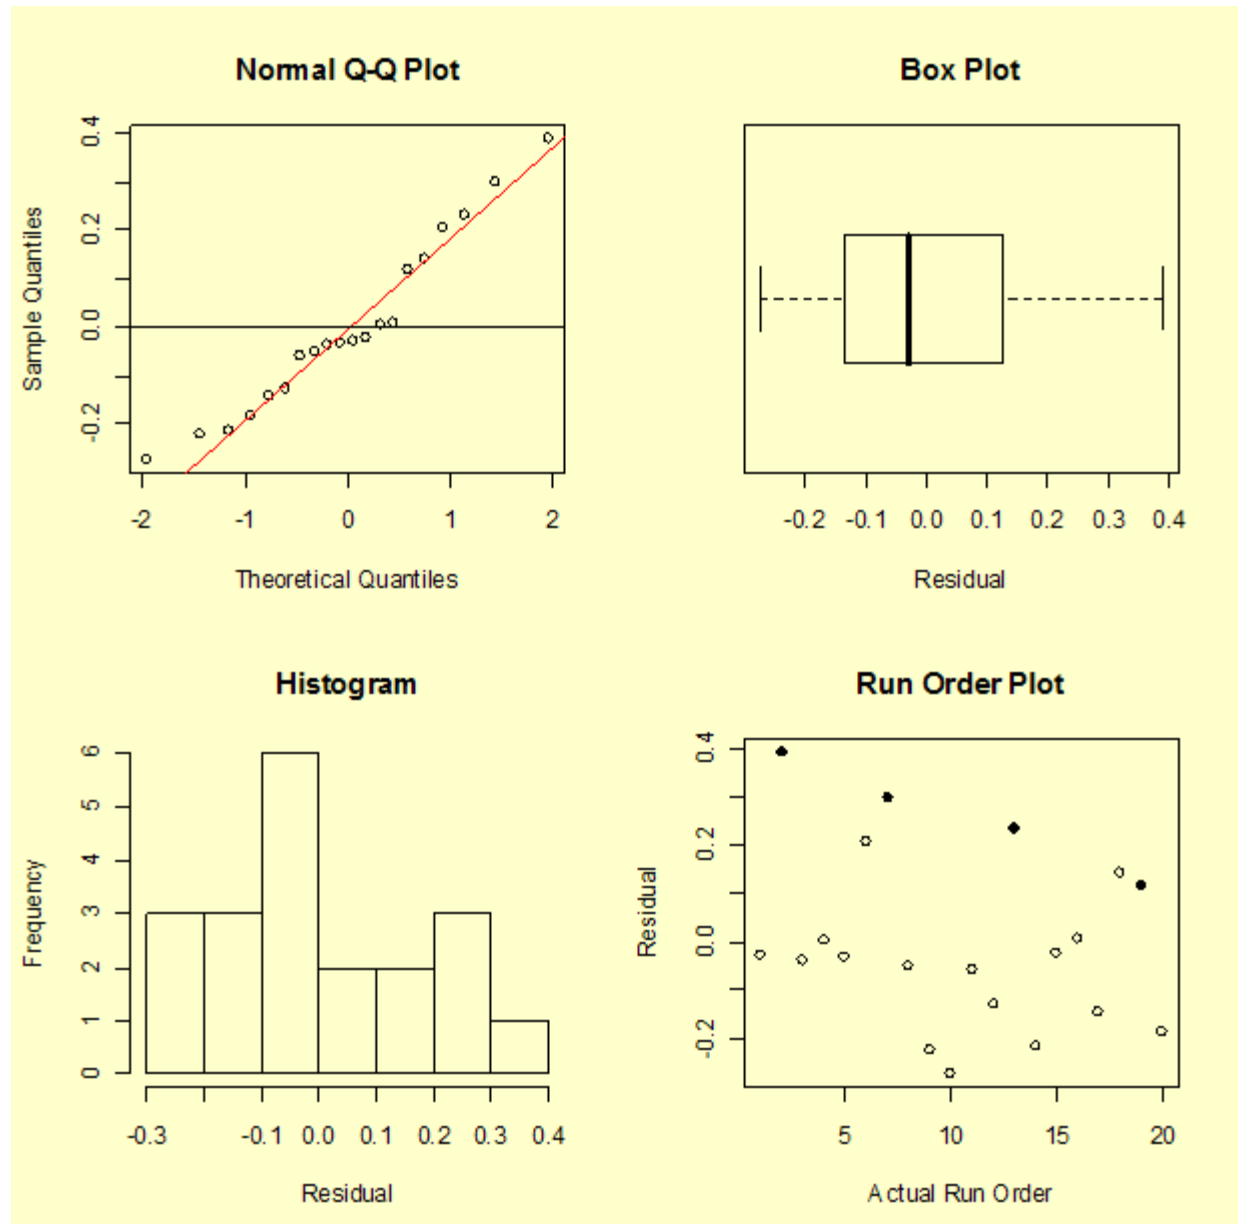 Normal Q-Q Plot
Sample Quantiles
0.4
0.2
0.0
-0.2
-2 -1 0 1 2
Theoretical Quantiles
Box Plot
-0.2 -0.1 0.0 0.1 0.2 0.3 0.4
Residual
Histogram
Frequency
6
5
4
3
2
1
0
-0.3 -0.1 0.0 0.1 0.2 0.3 0.4
Residual
Run Order Plot
Residual
0.4
0.2
0.0
-0.2
5 10 15 20
Actual Run Order